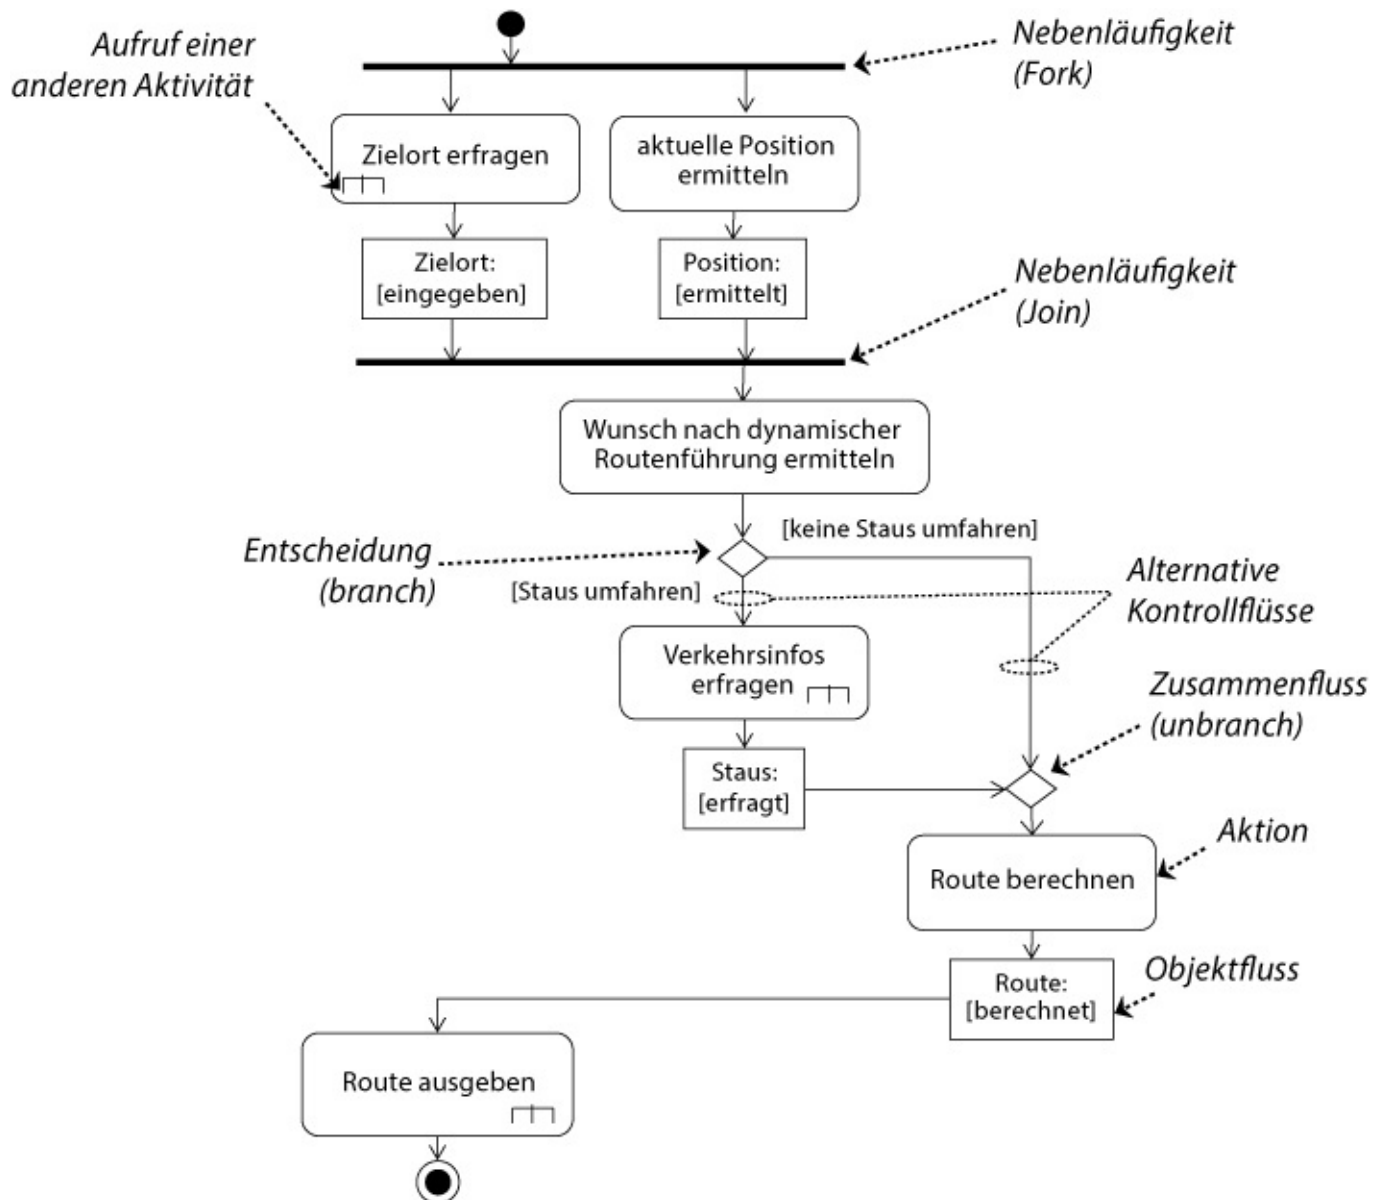 Aufruf einer
anderen Aktivität
Nebenläufigkeit
(Fork)
Zielort erfragen
aktuelle Position
ermitteln
Zielort:
[eingegeben]
Position:
[ermittelt]
Nebenläufigkeit
(Join)
Wunsch nach dynamischer
Routenführung ermitteln
[keine Staus umfahren]
Entscheidung
(branch)
[Staus umfahren]
Alternative
Kontrollflüsse
Verkehrsinfos
erfragen
Zusammenfluss
(unbranch)
Staus:
[erfragt]
Aktion
Route berechnen
Objektfluss
Route:
[berechnet]
Route ausgeben